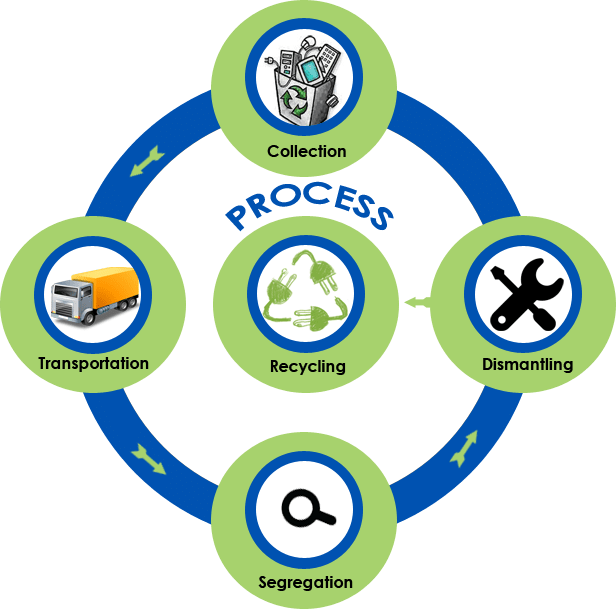 Collection
PROCESS
Transportation
Recycling
Dismantling
Segregation